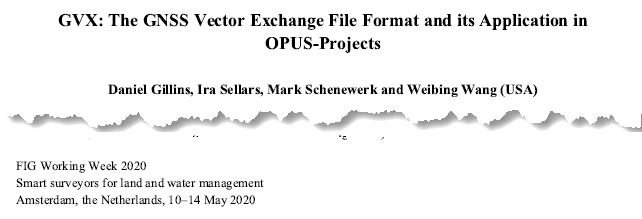 GVX: The GNSS Vector Exchange File Format and its Application in
OPUS-Projects
Daniel Gillins, Ira Sellars, Mark Schenewerk and Weibing Wang (USA)
FIG Working Week 2020
Smart surveyors for land and water management
Amsterdam, the Netherlands, 10–14 May 2020